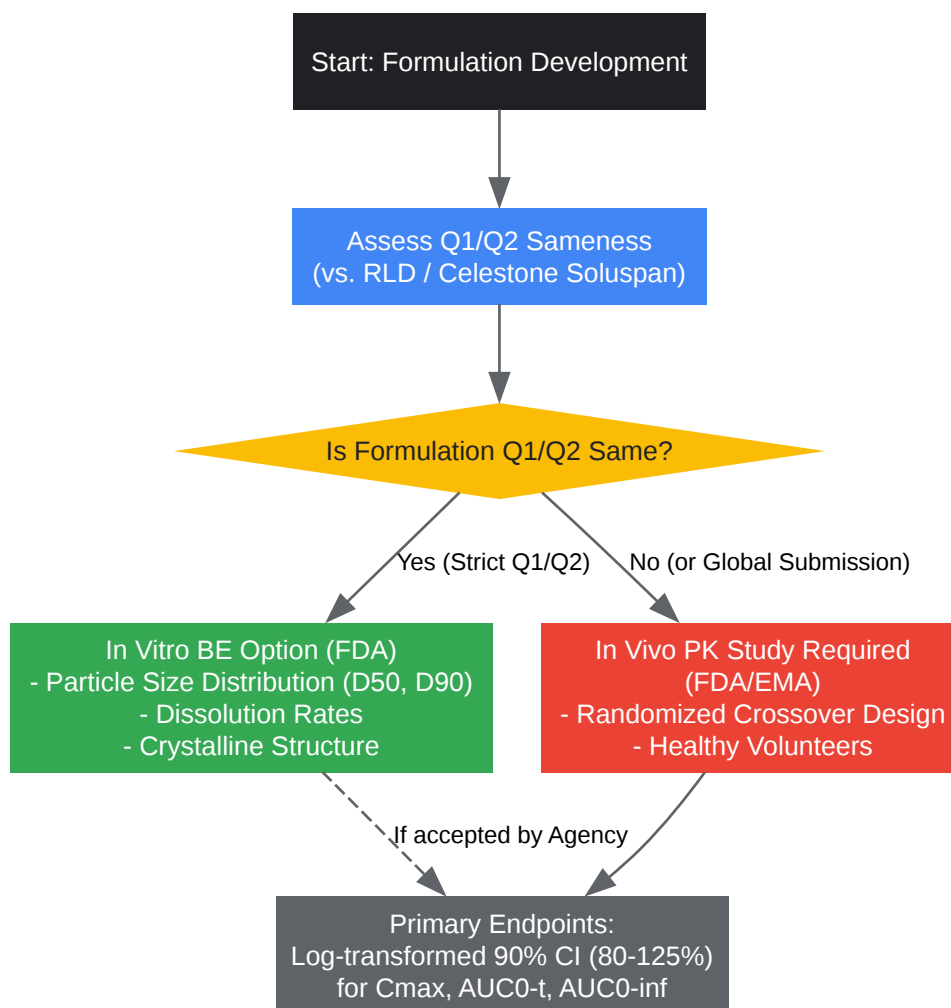 Start: Formulation Development
Assess Q1/Q2 Sameness
(vs. RLD / Celestone Soluspan)
Is Formulation Q1/Q2 Same?
Yes (Strict Q1/Q2)
No (or Global Submission)
In Vitro BE Option (FDA)
- Particle Size Distribution (D50, D90)
- Dissolution Rates
- Crystalline Structure
In Vivo PK Study Required
(FDA/EMA)
- Randomized Crossover Design
- Healthy Volunteers
If accepted by Agency
Primary Endpoints:
Log-transformed 90% CI (80-125%)
for Cmax, AUC0-t, AUC0-inf